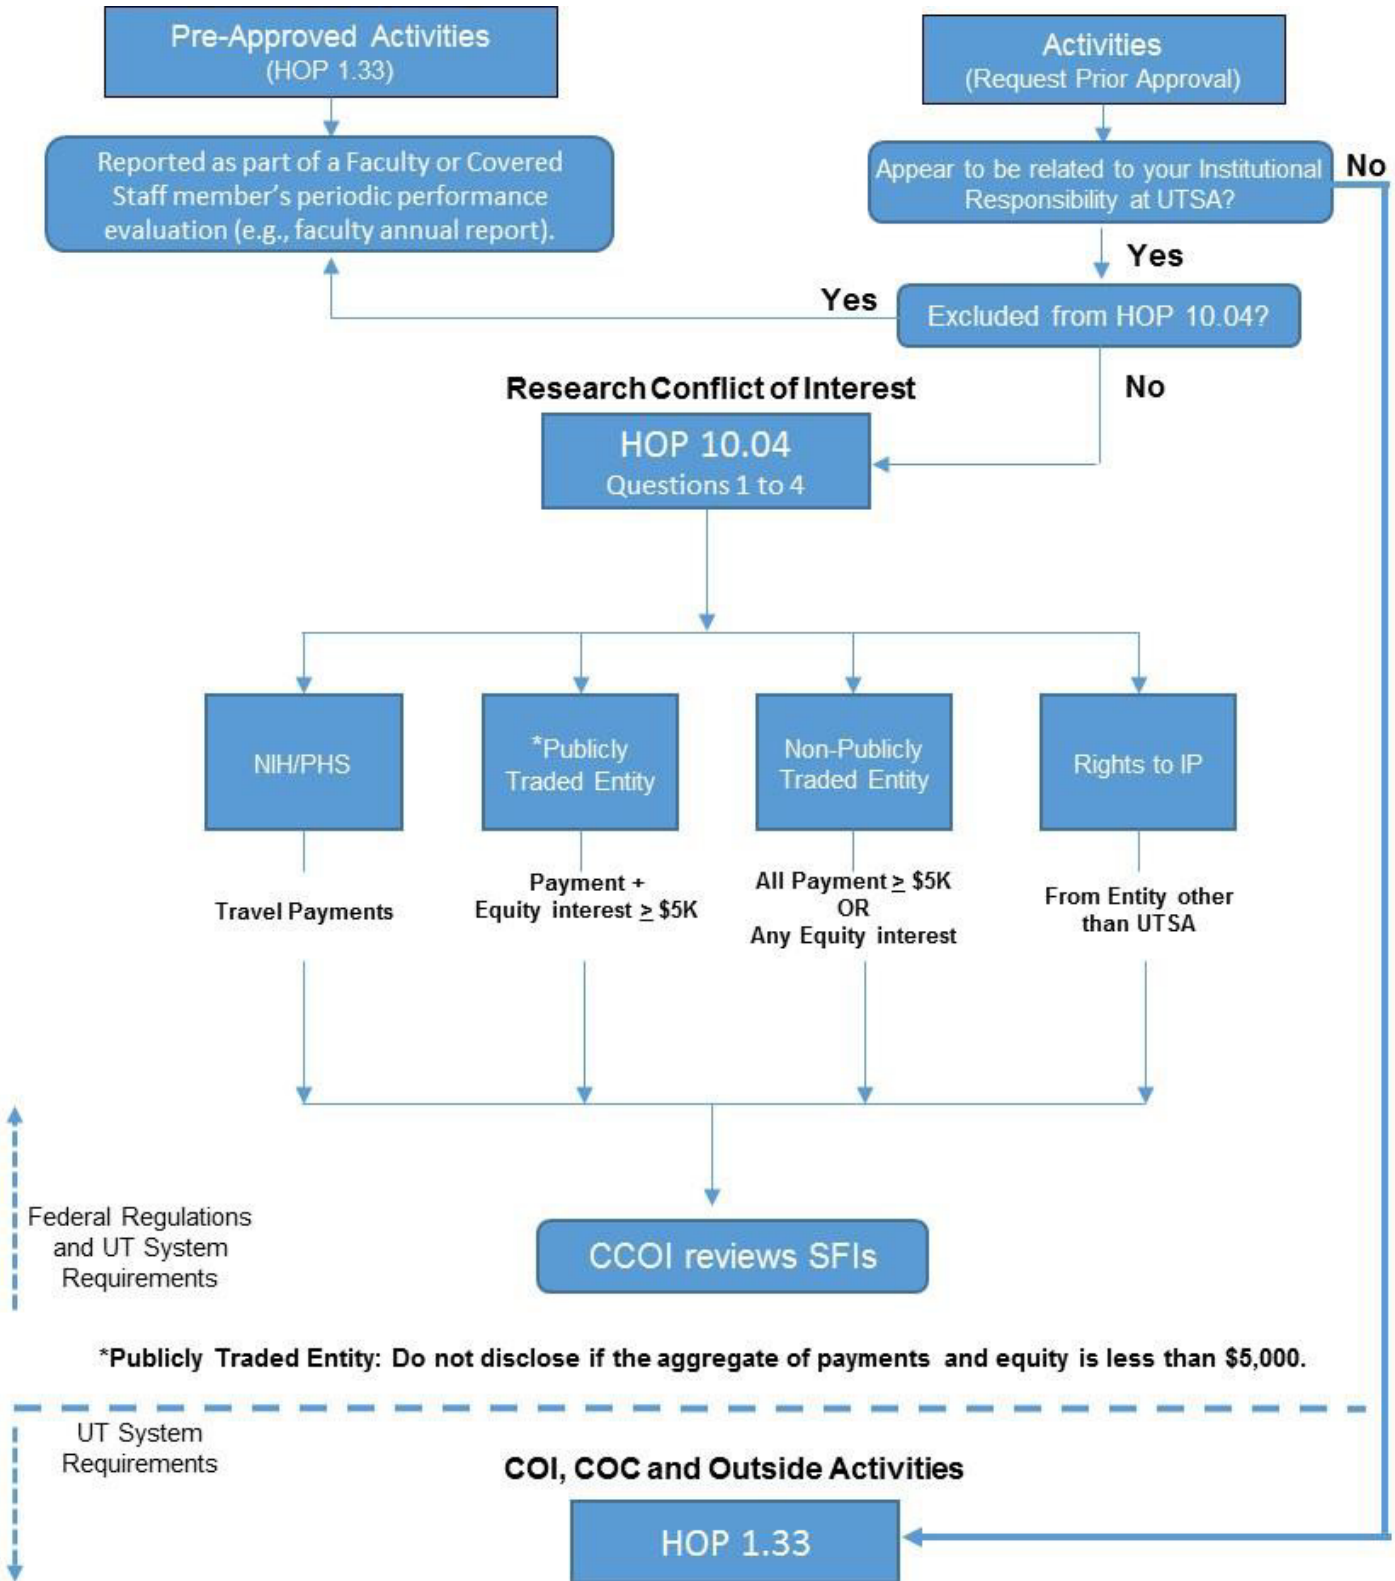 Pre-Approved Activities
(HOP 1.33)
Activities
(Request Prior Approval)
Reported as part of a Faculty or Covered
Staff member's periodic performance
evaluation (e.g., faculty annual report).
Appear to be related to your Institutional
Responsibility at UTSA?
No
Yes
Yes
Excluded from HOP 10.04?
No
Research Conflict of Interest
HOP 10.04
Questions 1 to 4
NIH/PHS
*Publicly
Traded Entity
Non-Publicly
Traded Entity
Rights to IP
Travel Payments
Payment +
Equity interest ≥ $5K
All Payment ≥ $5K
OR
Any Equity interest
From Entity other
than UTSA
Federal Regulations
and UT System
Requirements
CCOI reviews SFIs
*Publicly Traded Entity: Do not disclose if the aggregate of payments and equity is less than $5,000.
UT System
Requirements
COI, COC and Outside Activities
HOP 1.33